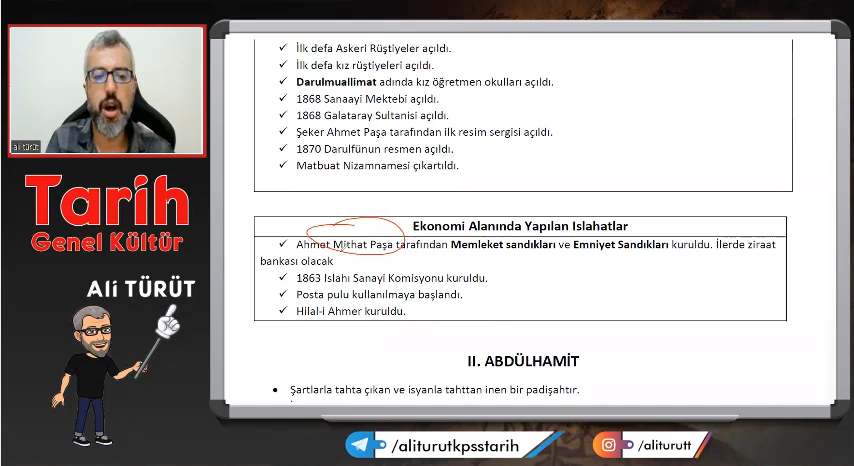 ali türüt
Tarih
Genel Kültür
Ali TÜRÜT
✓ İlk defa Askeri Rüştiyeler açıldı.
✓ İlk defa kız rüştiyeleri açıldı.
✓ Darulmuallimat adında kız öğretmen okulları açıldı.
✓ 1868 Sanaayi Mektebi açıldı.
✓ 1868 Galataray Sultanisi açıldı.
✓ Şeker Ahmet Paşa tarafından ilk resim sergisi açıldı.
✓ 1870 Darulfünun resmen açıldı.
✓ Matbuat Nizamnamesi çıkartıldı.
Ekonomi Alanında Yapılan Islahatlar
✓ Ahmet Mithat Paşa tarafından Memleket sandıkları ve Emniyet Sandıkları kuruldu. İlerde ziraat
bankası olacak
✓ 1863 Islahı Sanayi Komisyonu kuruldu.
✓ Posta pulu kullanılmaya başlandı.
✓ Hilal-i Ahmer kuruldu.
II. ABDÜLHAMİT
• Şartlarla tahta çıkan ve isyanla tahttan inen bir padişahtır.
/aliturutkpsstarih
/aliturutt